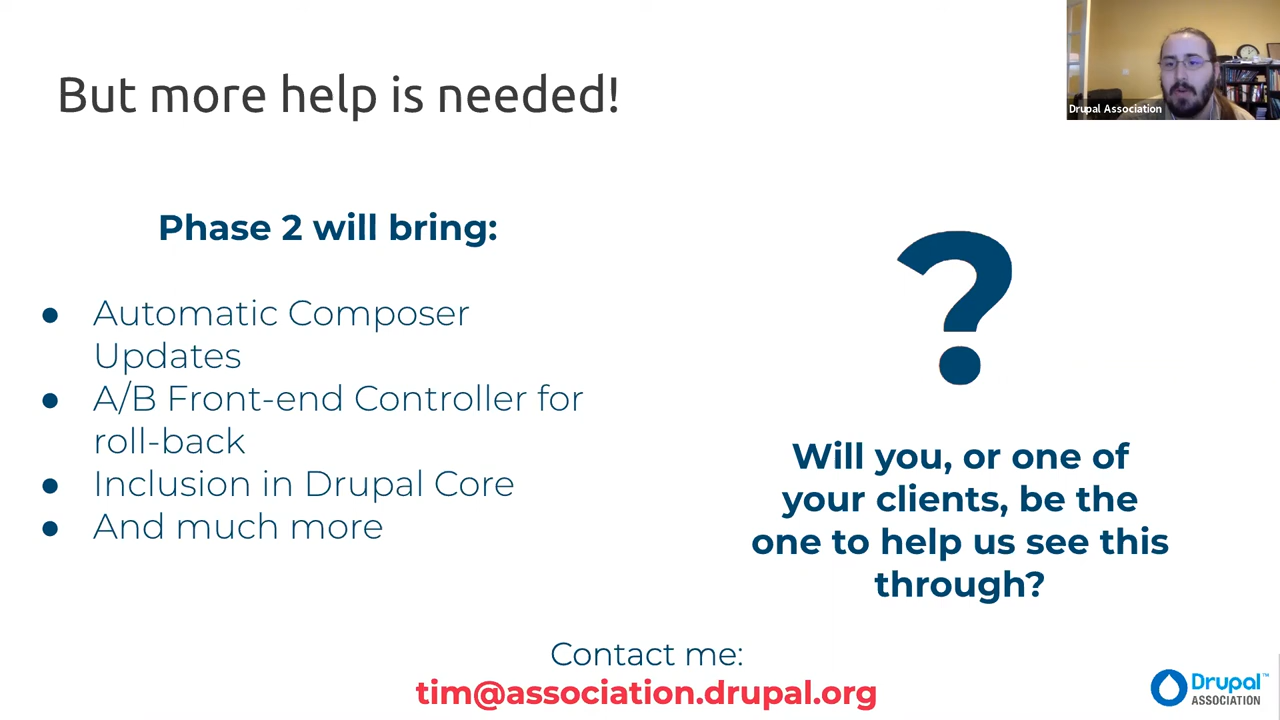 But more help is needed!
Drupal Association
Phase 2 will bring:
● Automatic Composer
Updates
● A/B Front-end Controller for
roll-back
● Inclusion in Drupal Core
● And much more
?
Will you, or one of
your clients, be the
one to help us see this
through?
Contact me:
tim@association.drupal.org
Drupal™
ASSOCIATION